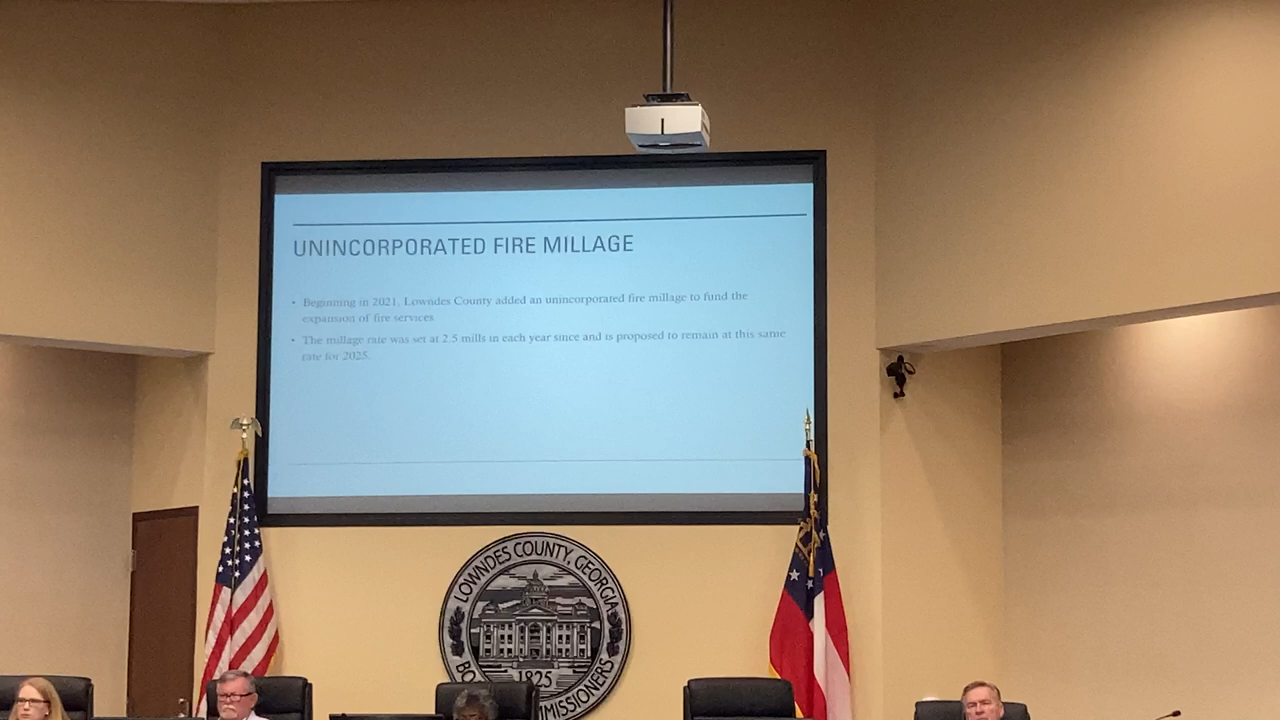 UNINCORPORATED FIRE MILLAGE
• Beginning in 2021, Lowndes County added an unincorporated fire millage to fund the
expansion of fire services
• The millage rate was set at 2.5 mills in each year since and is proposed to remain at this same
rate for 2025.
LOWNDES COUNTY, GEORGIA
1825